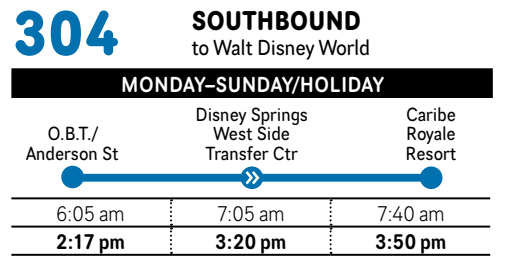 304
SOUTHBOUND
to Walt Disney World
MONDAY–SUNDAY/HOLIDAY
O.B.T./
Anderson St
Disney Springs
West Side
Transfer Ctr
Caribe
Royale
Resort
6:05 am 7:05 am 7:40 am
2:17 pm 3:20 pm 3:50 pm